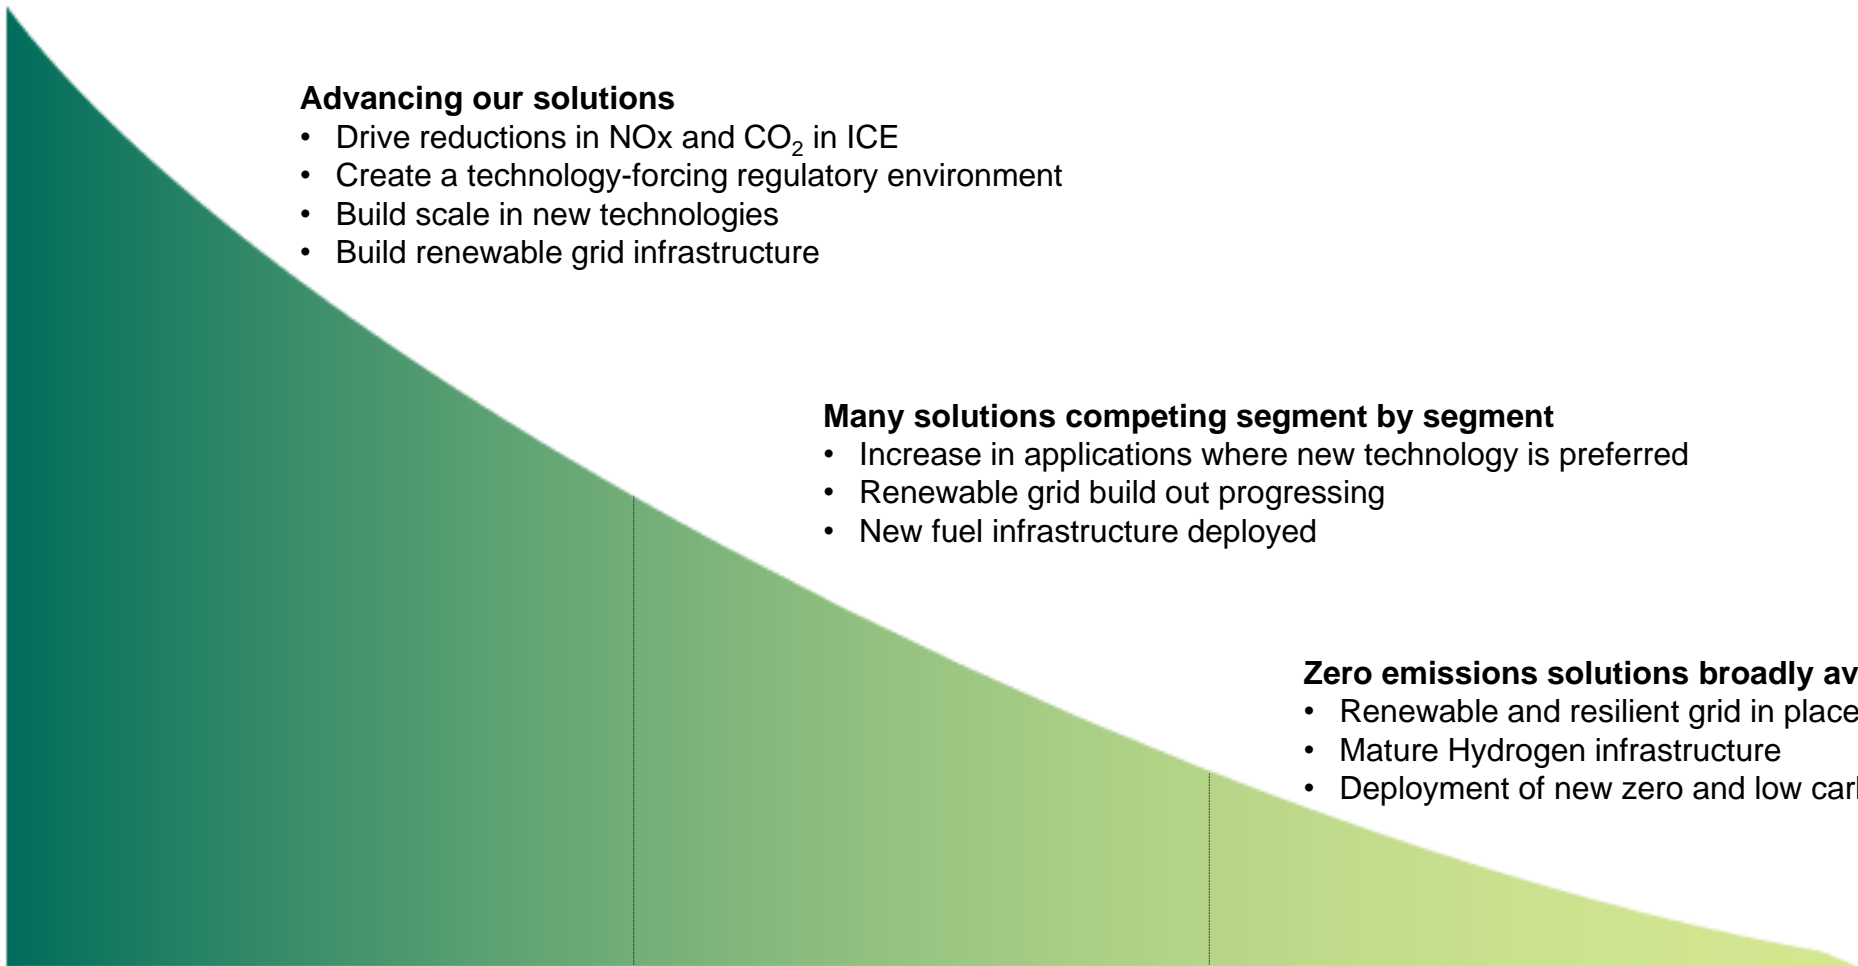 Advancing our solutions
• Drive reductions in NOx and CO₂ in ICE
• Create a technology-forcing regulatory environment
• Build scale in new technologies
• Build renewable grid infrastructure
Many solutions competing segment by segment
• Increase in applications where new technology is preferred
• Renewable grid build out progressing
• New fuel infrastructure deployed
Zero emissions solutions broadly
• Renewable and resilient grid in place
• Mature Hydrogen infrastructure
• Deployment of new zero and low